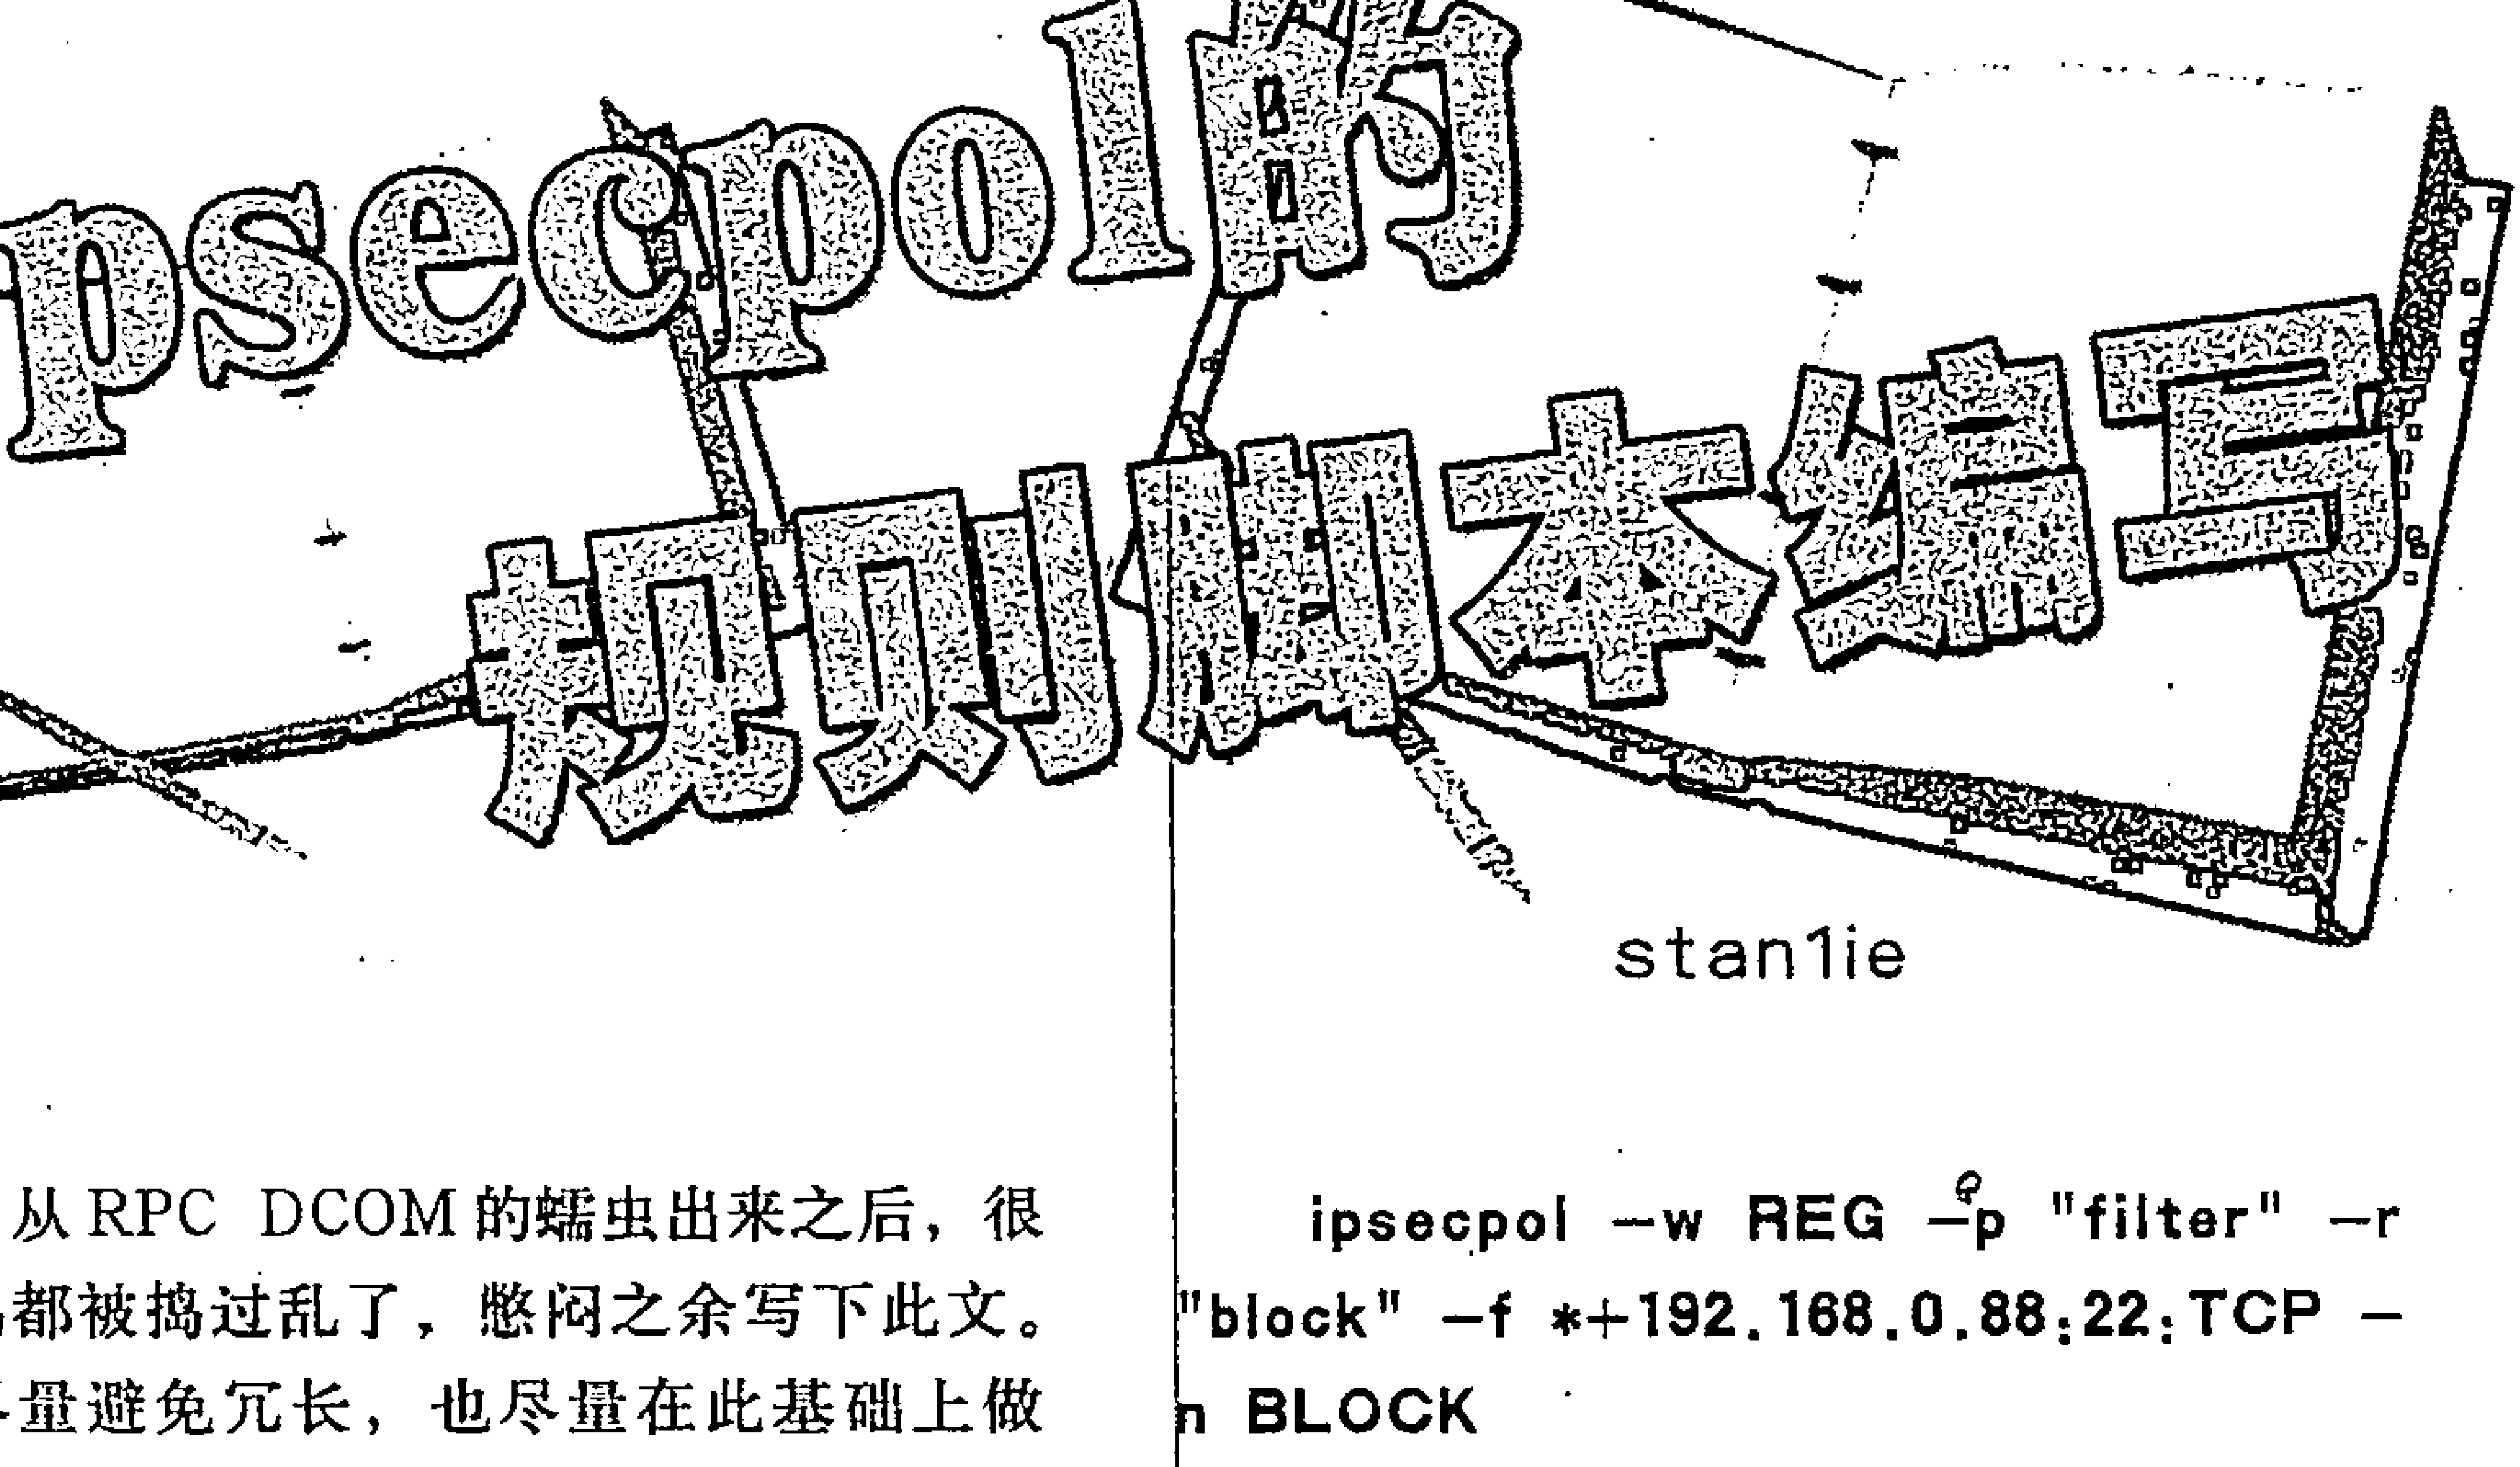 psecpol的
规则脚本编写
stan1ie
从RPC DCOM的蠕虫出来之后，很
都被捣过乱了，憋闷之余写下此文。
量避免冗长，也尽量在此基础上做
ipsecpol —w REG —p "filter" —r
"block" —f *+192.168.0.88:22:TCP —
n BLOCK